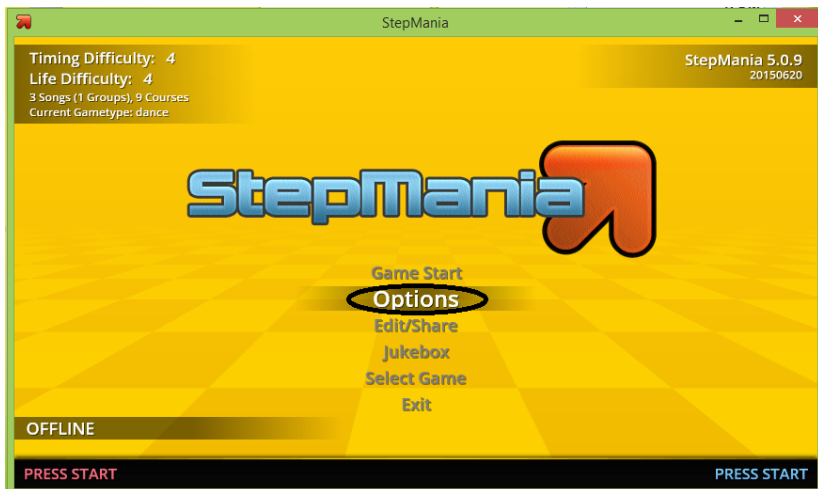 StepMania
Timing Difficulty: 4
Life Difficulty: 4
3 Songs (1 Groups), 9 Courses
Current Gametype: dance
StepMania 5.0.9
20150620
StepMania
Game Start
Options
Edit/Share
Jukebox
Select Game
Exit
OFFLINE
PRESS START
PRESS START